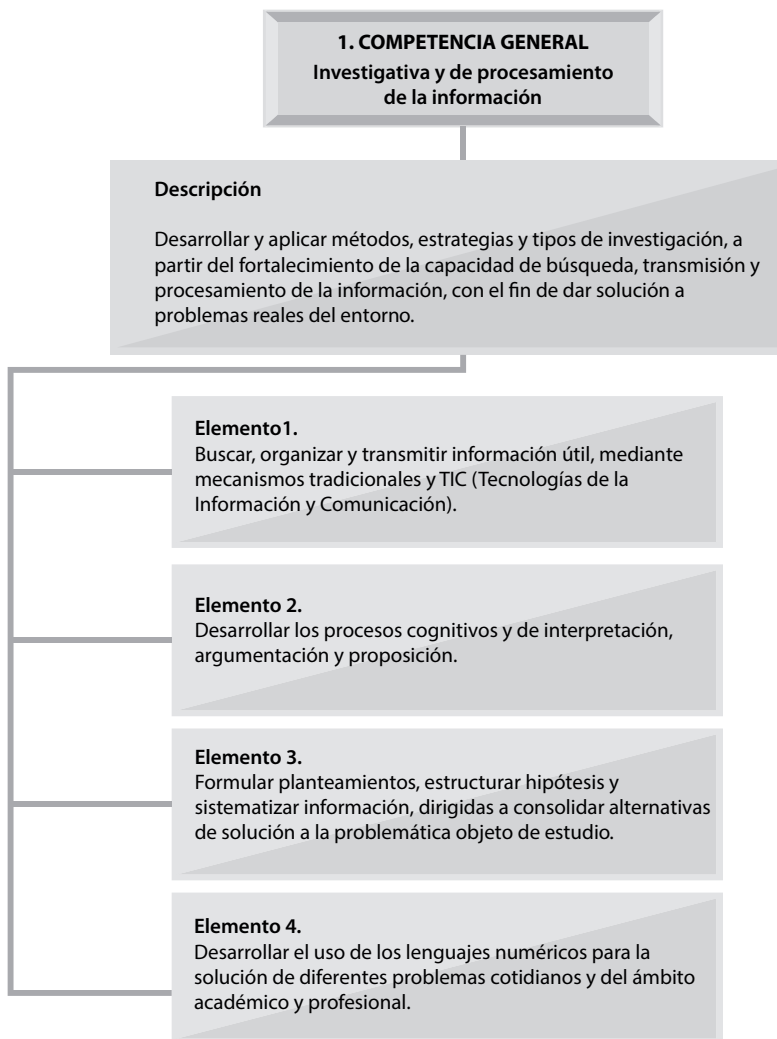 1. COMPETENCIA GENERAL
Investigativa y de procesamiento
de la información
Descripción
Desarrollar y aplicar métodos, estrategias y tipos de investigación, a
partir del fortalecimiento de la capacidad de búsqueda, transmisión y
procesamiento de la información, con el fin de dar solución a
problemas reales del entorno.
Elemento1.
Buscar, organizar y transmitir información útil, mediante
mecanismos tradicionales y TIC (Tecnologías de la
Información y Comunicación).
Elemento 2.
Desarrollar los procesos cognitivos y de interpretación,
argumentación y proposición.
Elemento 3.
Formular planteamientos, estructurar hipótesis y
sistematizar información, dirigidas a consolidar alternativas
de solución a la problemática objeto de estudio.
Elemento 4.
Desarrollar el uso de los lenguajes numéricos para la
solución de diferentes problemas cotidianos y del ámbito
académico y profesional.